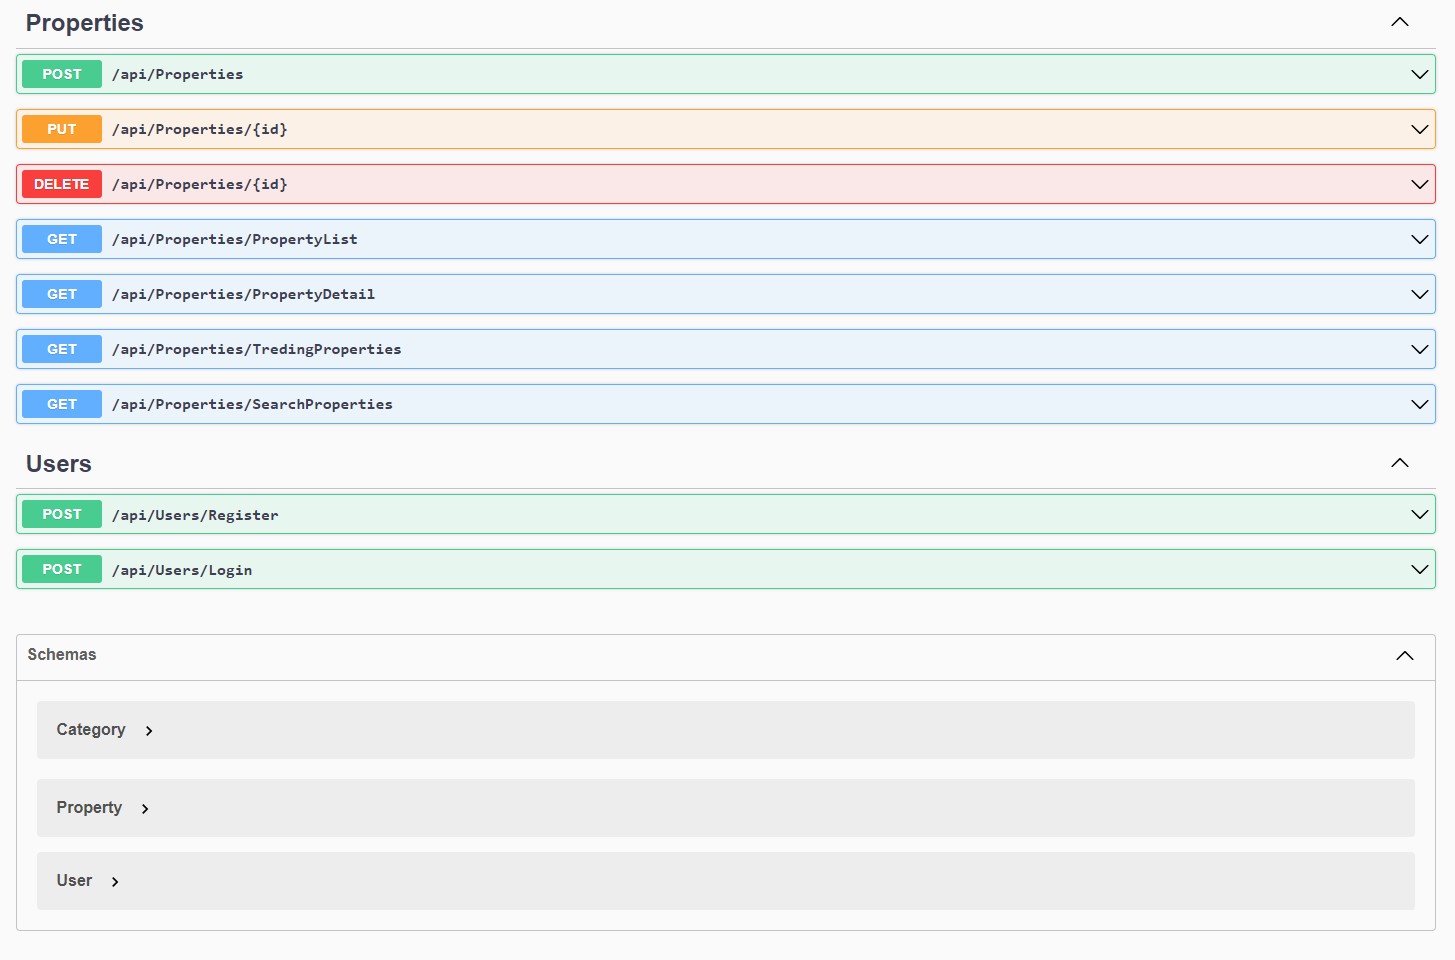 Properties
POST /api/Properties
PUT /api/Properties/{id}
DELETE /api/Properties/{id}
GET /api/Properties/PropertyList
GET /api/Properties/PropertyDetail
GET /api/Properties/TredingProperties
GET /api/Properties/SearchProperties
Users
POST /api/Users/Register
POST /api/Users/Login
Schemas
Category
Property
User